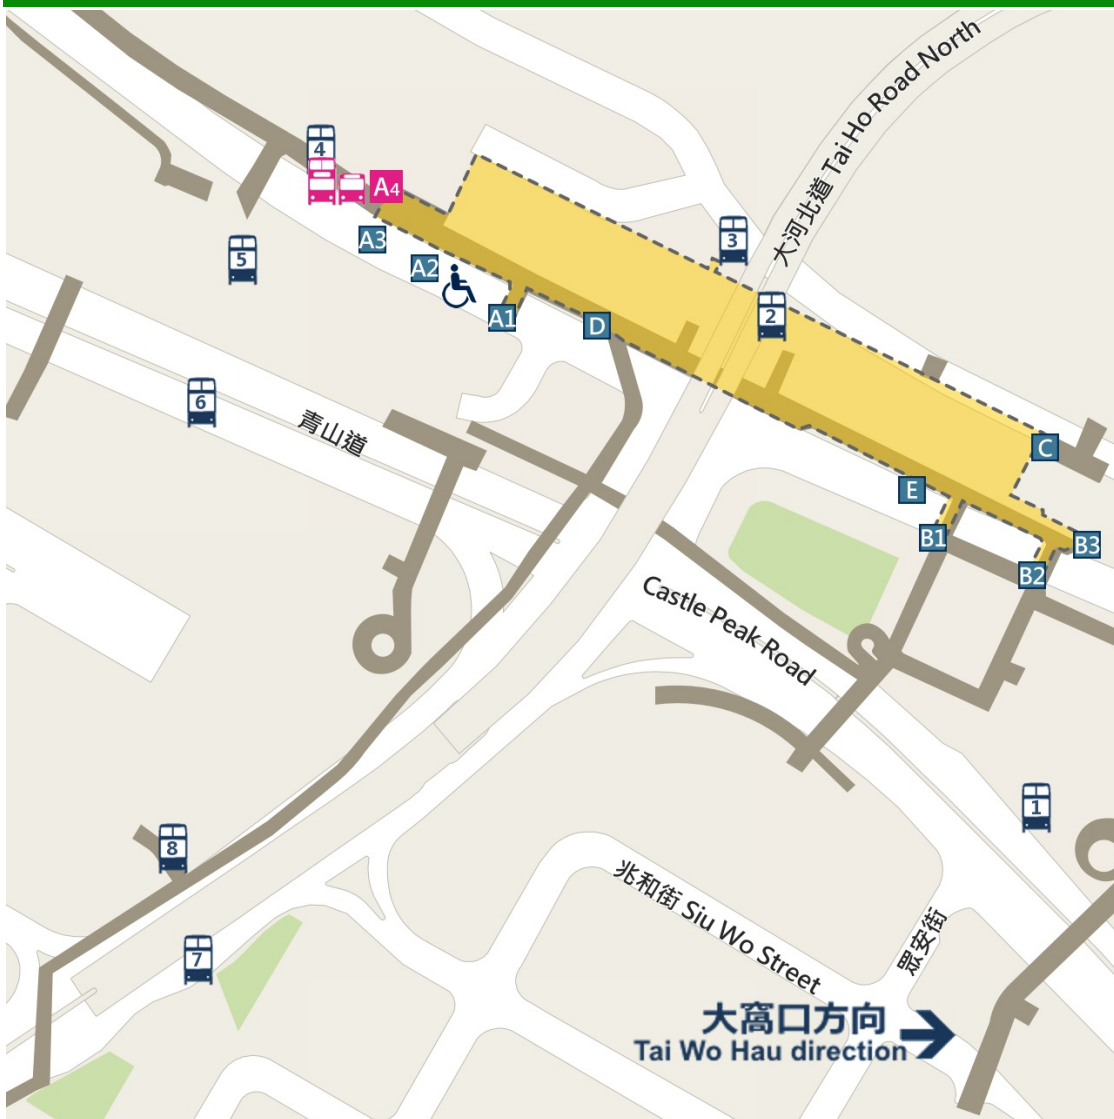 大河北道 Tai Ho Road North
4
A4
3
A3
5
A2
2
A1
D
6
青山道
C
E
B1
B3
B2
Castle Peak Road
1
8
兆和街 Siu Wo Street
眾安街
7
大窩口方向
Tai Wo Hau direction